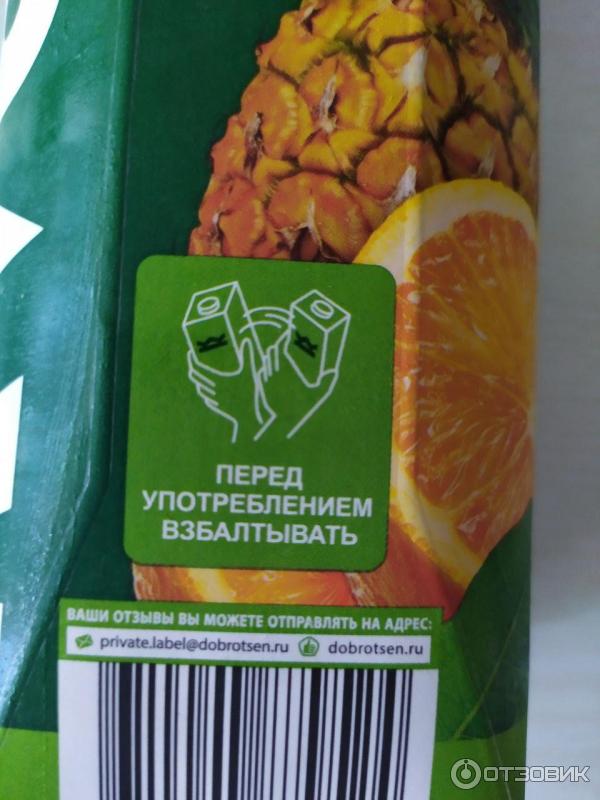 ПЕРЕД
УПОТРЕБЛЕНИЕМ
ВЗБАЛТЫВАТЬ
ВАШИ ОТЗЫВЫ ВЫ МОЖЕТЕ ОТПРАВЛЯТЬ НА АДРЕС:
private.label@dobrotsen.ru dobrotsen.ru
ОТЗОВИК